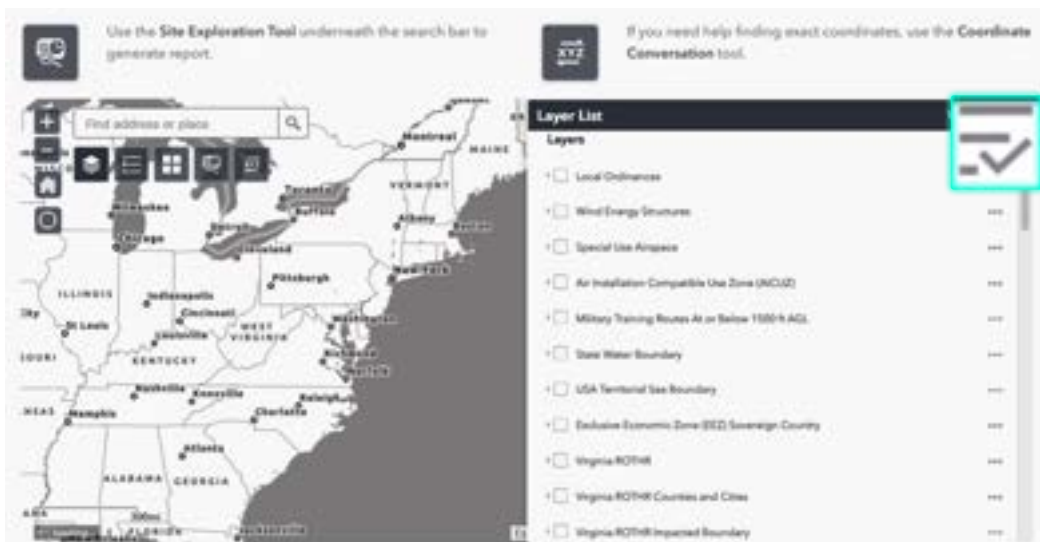 Use the Site Exploration Tool underneath the search bar to
generate report.
XYZ
If you need help finding exact coordinates, use the Coordinate
Conversation tool.
Find address or place
Layer List
Layers
Local Ordinances
Wind Energy Structures
Special Use Airspace
Air Installation Compatible Use Zone (AICUZ)
Military Training Routes At or Below 1500 ft AGL
State Water Boundary
USA Territorial Sea Boundary
Exclusive Economic Zone (EEZ) Sovereign Country
Virginia ROTHR
Virginia ROTHR Counties and Cities
Virginia ROTHR Impacted Boundary
Montreal
MAINE
VERMONT
Toronto
Buffalo
Albany
Boston
Milwaukee
Detroit
Chicago
Cleveland
New York
Pittsburgh
ILLINOIS
Indianapolis
Cincinnati
Washington
St Louis
WEST
VIRGINIA
Louisville
Richmond
KENTUCKY
Norfolk
Nashville
Knoxville
Raleigh
Memphis
Charlotte
Atlanta
ALABAMA
GEORGIA
300mi
FLORIDA
Jacksonville